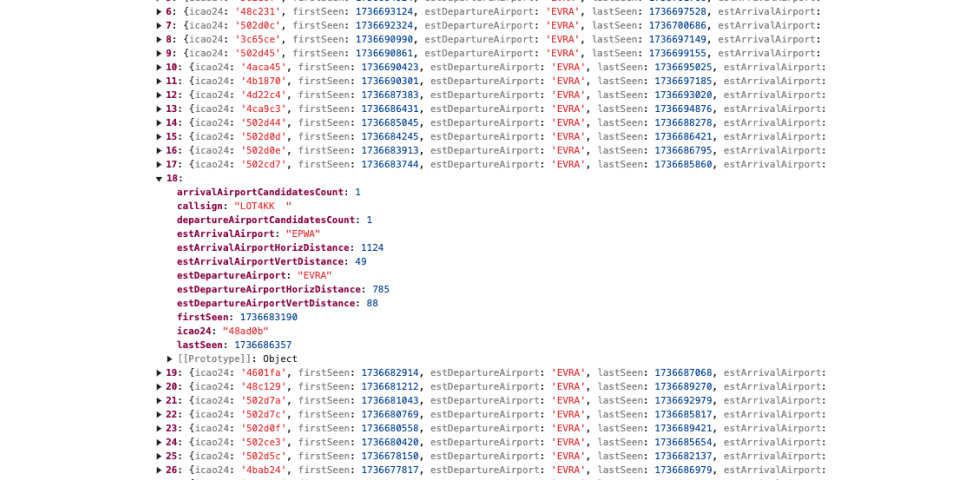 ▶ 6: {icao24: '48c231', firstSeen: 1736693124, estDepartureAirport: 'EVRA', lastSeen: 1736697528, estArrivalAirport:
▶ 7: {icao24: '502d0c', firstSeen: 1736692324, estDepartureAirport: 'EVRA', lastSeen: 1736700686, estArrivalAirport:
▶ 8: {icao24: '3c65ce', firstSeen: 1736690990, estDepartureAirport: 'EVRA', lastSeen: 1736697149, estArrivalAirport:
▶ 9: {icao24: '502d45', firstSeen: 1736690861, estDepartureAirport: 'EVRA', lastSeen: 1736699155, estArrivalAirport:
▶ 10: {icao24: '4aca45', firstSeen: 1736690423, estDepartureAirport: 'EVRA', lastSeen: 1736695025, estArrivalAirport:
▶ 11: {icao24: '4b1870', firstSeen: 1736690301, estDepartureAirport: 'EVRA', lastSeen: 1736697185, estArrivalAirport:
▶ 12: {icao24: '4d22c4', firstSeen: 1736687383, estDepartureAirport: 'EVRA', lastSeen: 1736693020, estArrivalAirport:
▶ 13: {icao24: '4ca9c3', firstSeen: 1736686431, estDepartureAirport: 'EVRA', lastSeen: 1736694876, estArrivalAirport:
▶ 14: {icao24: '502d44', firstSeen: 1736685045, estDepartureAirport: 'EVRA', lastSeen: 1736688278, estArrivalAirport:
▶ 15: {icao24: '502d0d', firstSeen: 1736684245, estDepartureAirport: 'EVRA', lastSeen: 1736686421, estArrivalAirport:
▶ 16: {icao24: '502d0e', firstSeen: 1736683913, estDepartureAirport: 'EVRA', lastSeen: 1736686795, estArrivalAirport:
▶ 17: {icao24: '502cd7', firstSeen: 1736683744, estDepartureAirport: 'EVRA', lastSeen: 1736685860, estArrivalAirport:
▼ 18:
arrivalAirportCandidatesCount: 1
callsign: "LOT4KK  "
departureAirportCandidatesCount: 1
estArrivalAirport: "EPWA"
estArrivalAirportHorizDistance: 1124
estArrivalAirportVertDistance: 49
estDepartureAirport: "EVRA"
estDepartureAirportHorizDistance: 785
estDepartureAirportVertDistance: 88
firstSeen: 1736683190
icao24: "48ad0b"
lastSeen: 1736686357
▶ [[Prototype]]: Object
▶ 19: {icao24: '4601fa', firstSeen: 1736682914, estDepartureAirport: 'EVRA', lastSeen: 1736687068, estArrivalAirport:
▶ 20: {icao24: '48c129', firstSeen: 1736681212, estDepartureAirport: 'EVRA', lastSeen: 1736689270, estArrivalAirport:
▶ 21: {icao24: '502d7a', firstSeen: 1736681043, estDepartureAirport: 'EVRA', lastSeen: 1736692979, estArrivalAirport:
▶ 22: {icao24: '502d7c', firstSeen: 1736680769, estDepartureAirport: 'EVRA', lastSeen: 1736685817, estArrivalAirport:
▶ 23: {icao24: '502d0f', firstSeen: 1736680558, estDepartureAirport: 'EVRA', lastSeen: 1736689421, estArrivalAirport:
▶ 24: {icao24: '502ce3', firstSeen: 1736680420, estDepartureAirport: 'EVRA', lastSeen: 1736685654, estArrivalAirport:
▶ 25: {icao24: '502d5c', firstSeen: 1736678150, estDepartureAirport: 'EVRA', lastSeen: 1736682137, estArrivalAirport:
▶ 26: {icao24: '4bab24', firstSeen: 1736677817, estDepartureAirport: 'EVRA', lastSeen: 1736686979, estArrivalAirport: